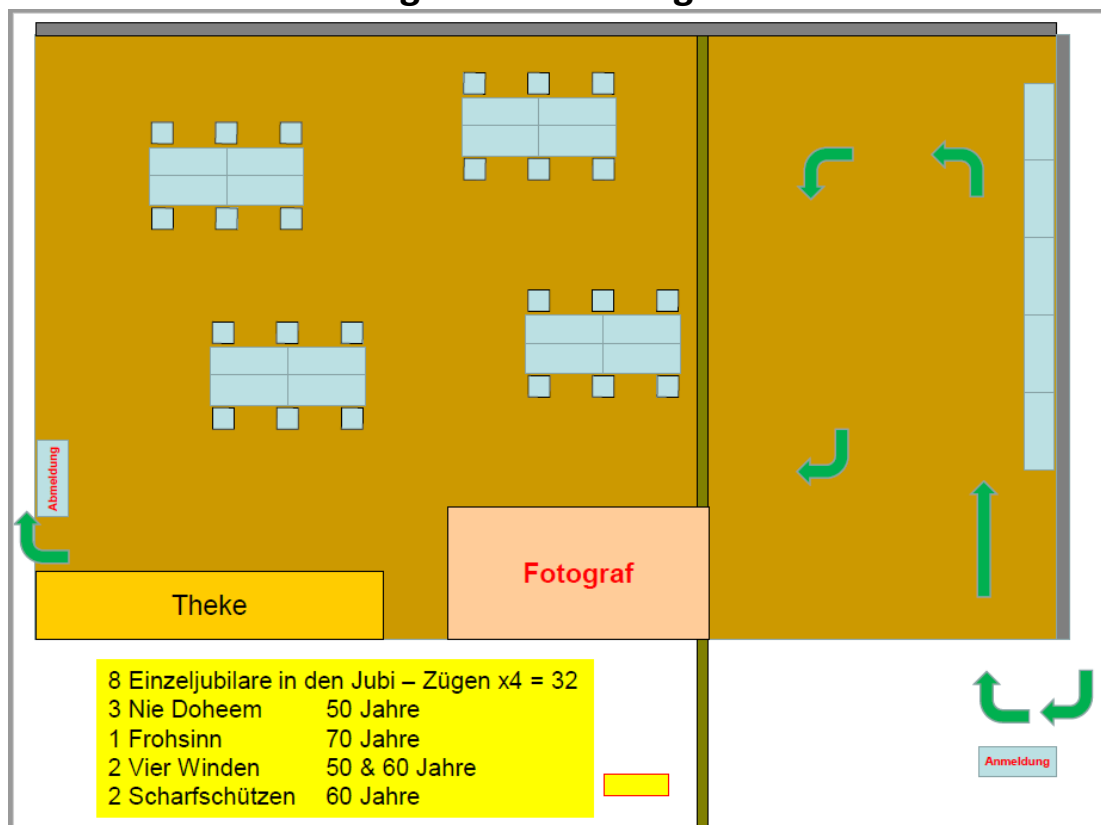 Abmeldung
Fotograf
Theke
8 Einzeljubilare in den Jubi – Zügen x4 = 32
3 Nie Doheem 50 Jahre
1 Frohsinn 70 Jahre
2 Vier Winden 50 & 60 Jahre
2 Scharfschützen 60 Jahre
Anmeldung